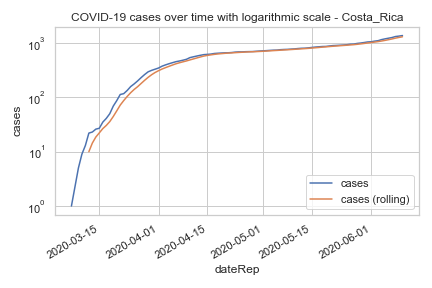 COVID-19 cases over time with logarithmic scale - Costa_Rica
cases
10³
10²
10¹
10⁰
cases
cases (rolling)
2020-03-15
2020-04-01
2020-04-15
2020-05-01
2020-05-15
2020-06-01
dateRep